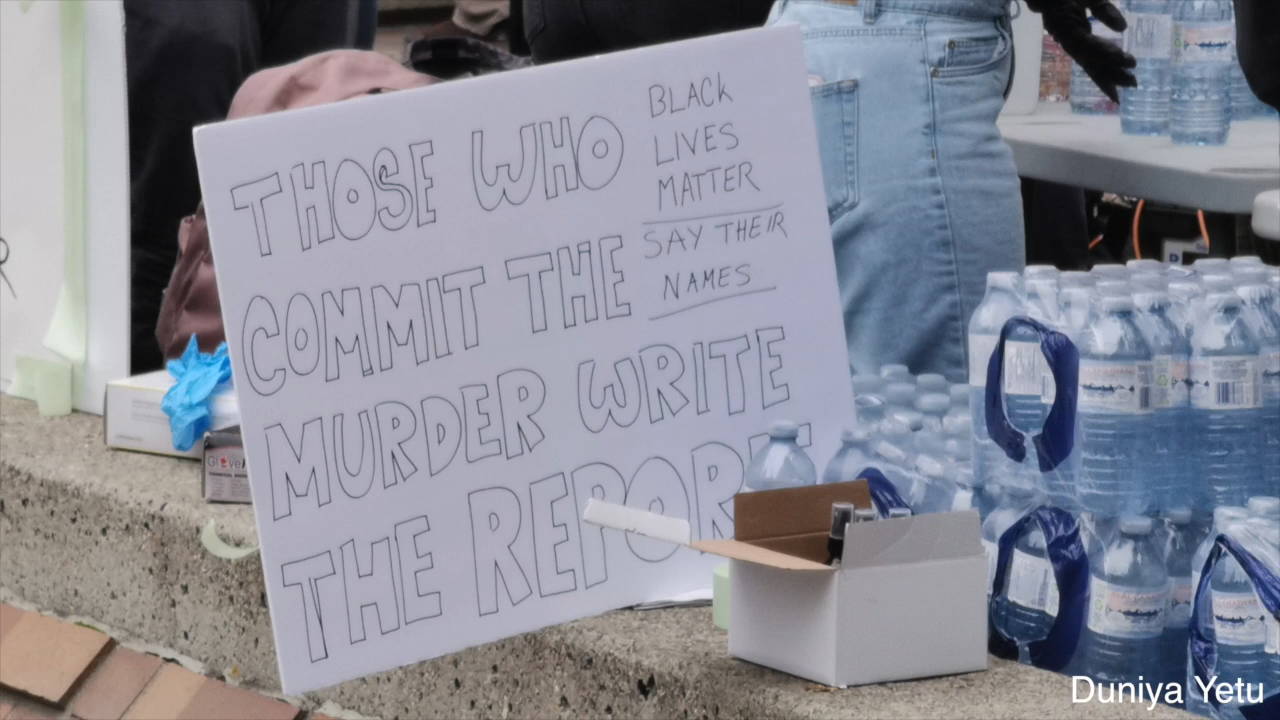 THOSE WHO
COMMIT THE
MURDER WRITE
THE REPORT
BLACK
LIVES
MATTER
SAY THEIR
NAMES
Duniya Yetu